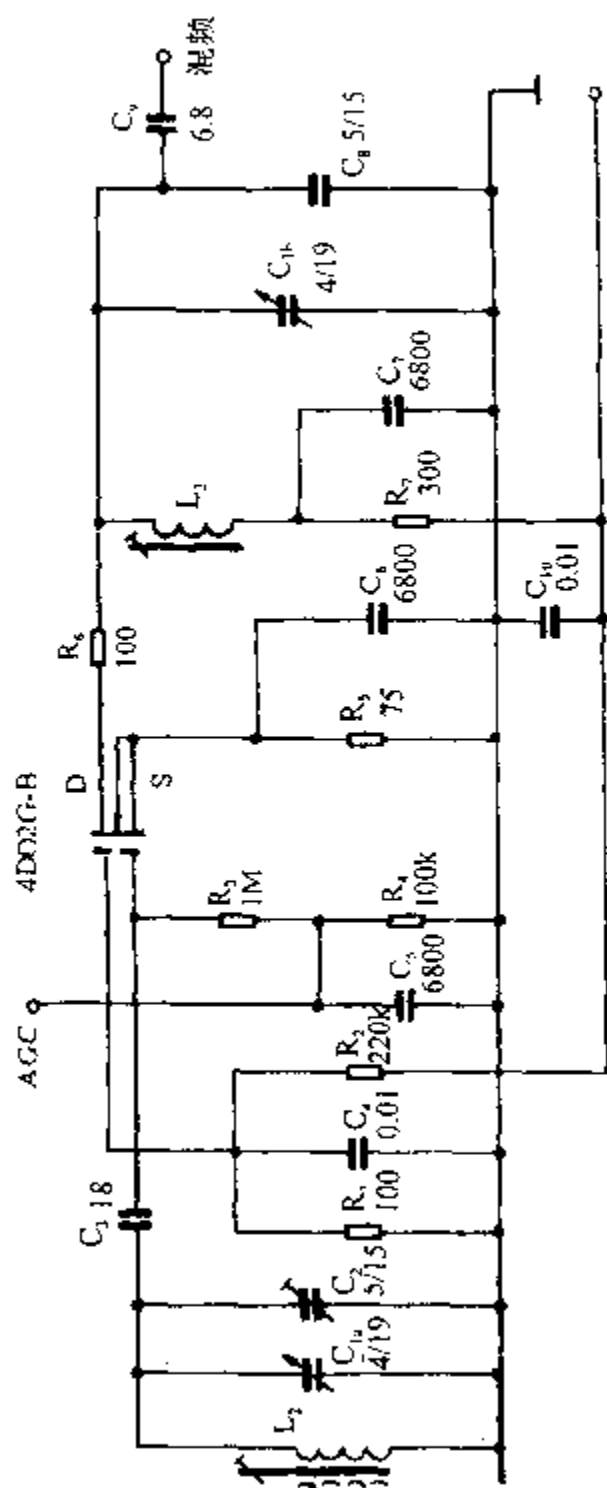 AGC
4DO2G-B
D
S
L₂
C₁ₐ
4/19
C₂
5/15
C₃ 18
R₁
100
C₄
0.01
R₂
220k
C₅
6800
R₃
1M
R₄
100k
R₅
75
C₆
6800
R₆
100
L₃
R₇
300
C₇
6800
C₁₀
0.01
C₁b
4/19
C₈ 5/15
C₉
6.8
混频